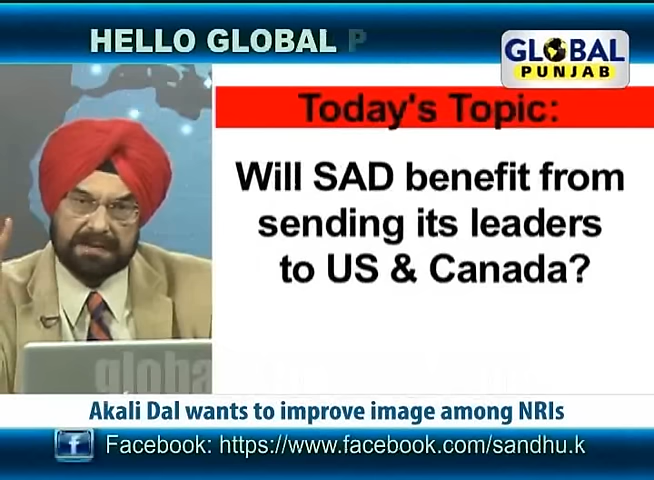 HELLO GLOBAL P
GLOBAL
PUNJAB
Today's Topic:
Will SAD benefit from
sending its leaders
to US & Canada?
global
Akali Dal wants to improve image among NRIs
Facebook: https://www.facebook.com/sandhu.k